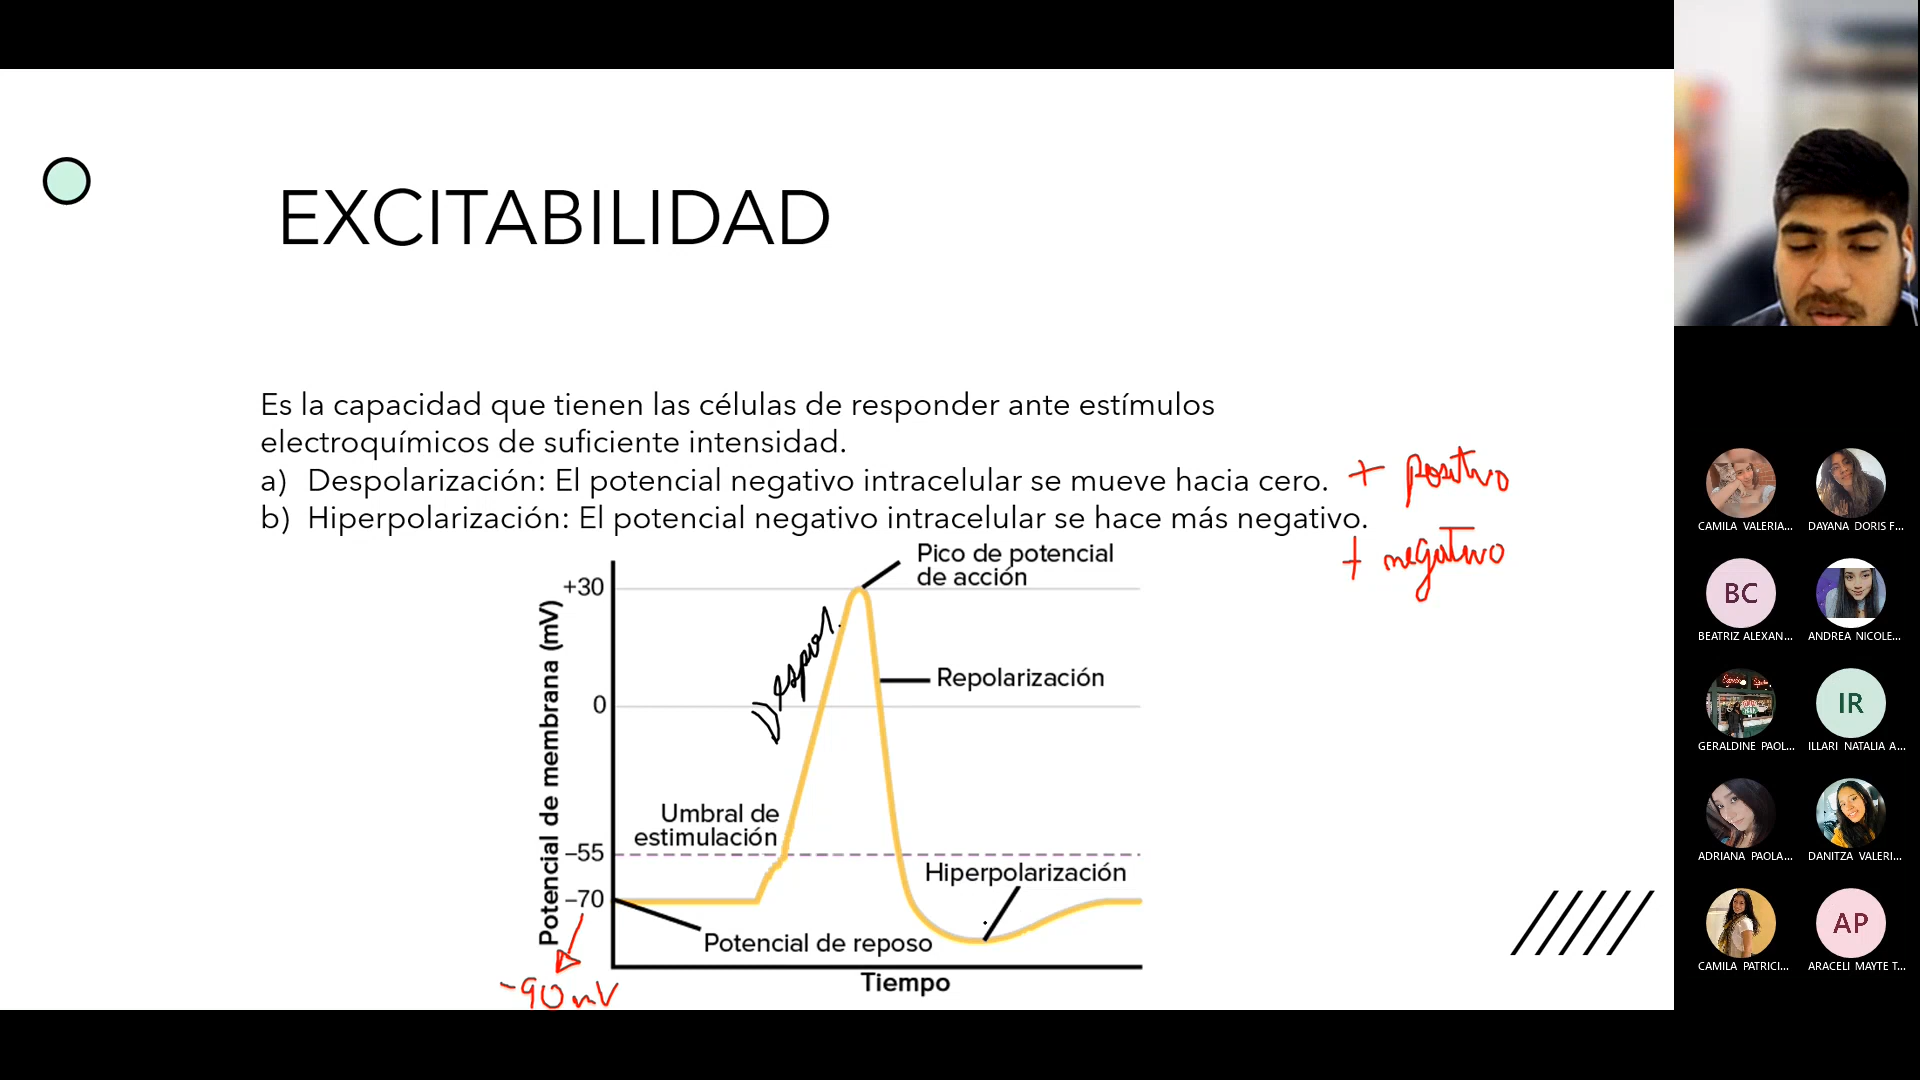 EXCITABILIDAD
Es la capacidad que tienen las células de responder ante estímulos
electroquímicos de suficiente intensidad.
a) Despolarización: El potencial negativo intracelular se mueve hacia cero. + positivo
b) Hiperpolarización: El potencial negativo intracelular se hace más negativo.
+ negativo
Pico de potencial
de acción
+30
Despol.
Potencial de membrana (mV)
Repolarización
0
Umbral de
estimulación
-55
Hiperpolarización
-70
Potencial de reposo
Tiempo
-90 mV
CAMILA VALERIA...
DAYANA DORIS F...
BC
BEATRIZ ALEXAN...
ANDREA NICOLE...
GERALDINE PAOL...
IR
ILLARI NATALIA A...
ADRIANA PAOLA...
DANITZA VALERI...
CAMILA PATRICI...
AP
ARACELI MAYTE T...